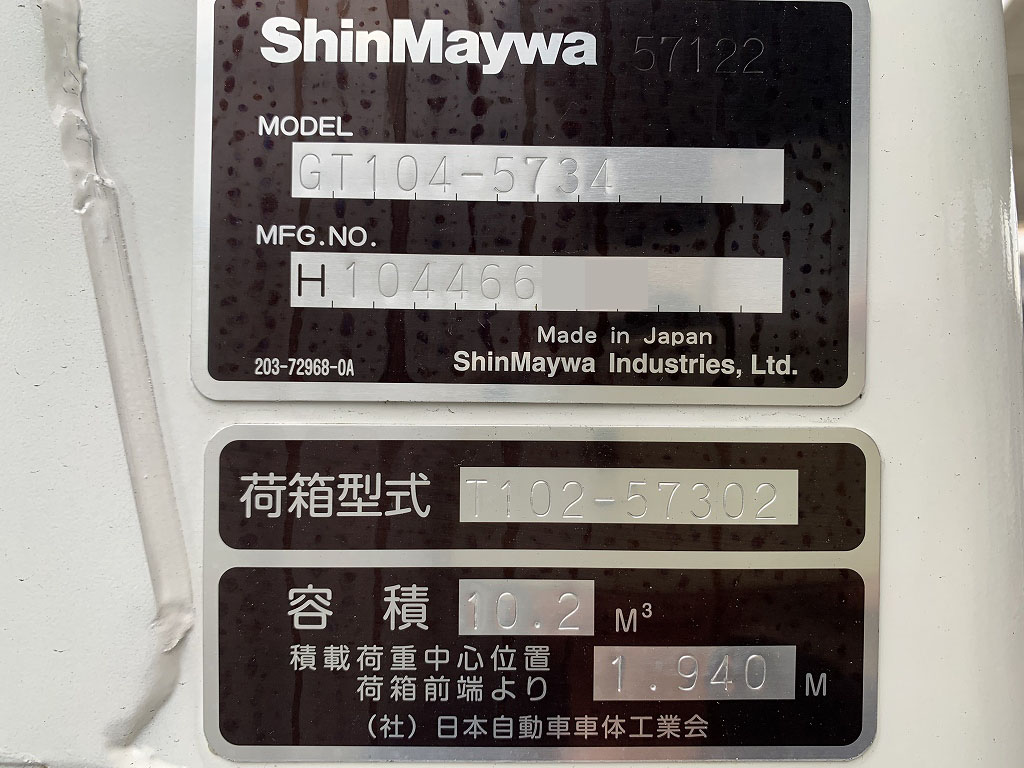 ShinMaywa 57122
MODEL
GT104-5734
MFG.NO.
H 104466
Made in Japan
203-72968-0A ShinMaywa Industries, Ltd.
荷箱型式 T102-57302
容積 10.2 M³
積載荷重中心位置
荷箱前端より 1.940 M
（社）日本自動車車体工業会